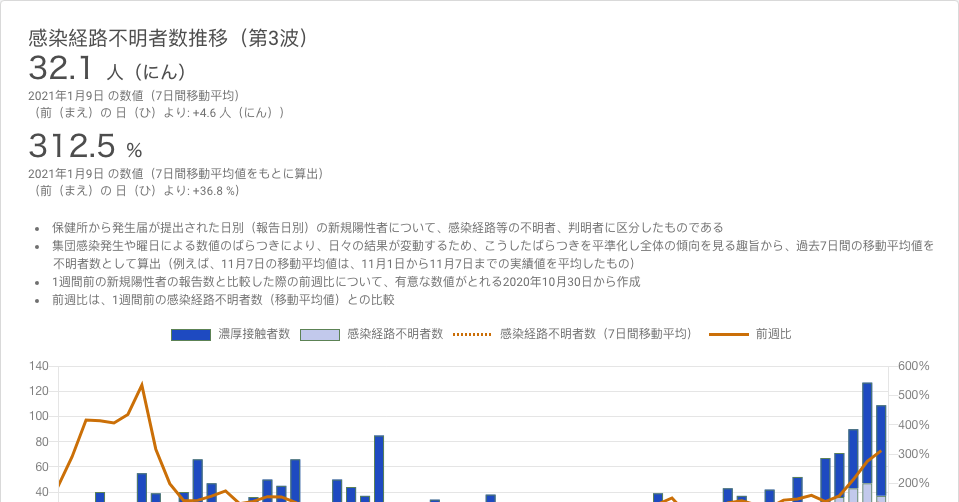 感染経路不明者数推移（第3波）
32.1 人（にん）
2021年1月9日 の数値（7日間移動平均）
（前（まえ）の 日（ひ）より: +4.6 人（にん））
312.5 %
2021年1月9日 の数値（7日間移動平均値をもとに算出）
（前（まえ）の 日（ひ）より: +36.8 %）
• 保健所から発生届が提出された日別（報告日別）の新規陽性者について、感染経路等の不明者、判明者に区分したものである
• 集団感染発生や曜日による数値のばらつきにより、日々の結果が変動するため、こうしたばらつきを平準化し全体の傾向を見る趣旨から、過去7日間の移動平均値を
不明者数として算出（例えば、11月7日の移動平均値は、11月1日から11月7日までの実績値を平均したもの）
• 1週間前の新規陽性者の報告数と比較した際の前週比について、有意な数値がとれる2020年10月30日から作成
• 前週比は、1週間前の感染経路不明者数（移動平均値）との比較
濃厚接触者数 感染経路不明者数 感染経路不明者数（7日間移動平均） 前週比
140 600%
120 500%
100 400%
80 300%
60 200%
40